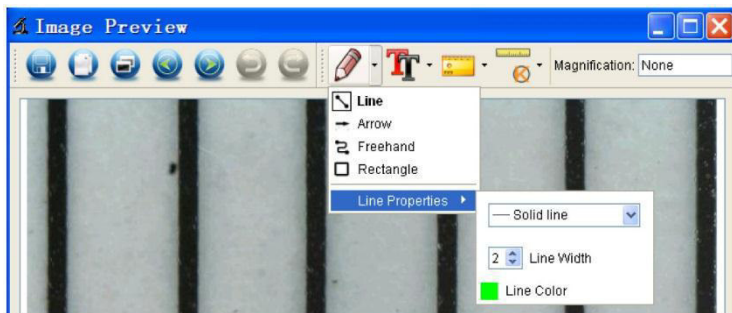 Image Preview
Magnification: None
Line
Arrow
Freehand
Rectangle
Line Properties
Solid line
2 Line Width
Line Color